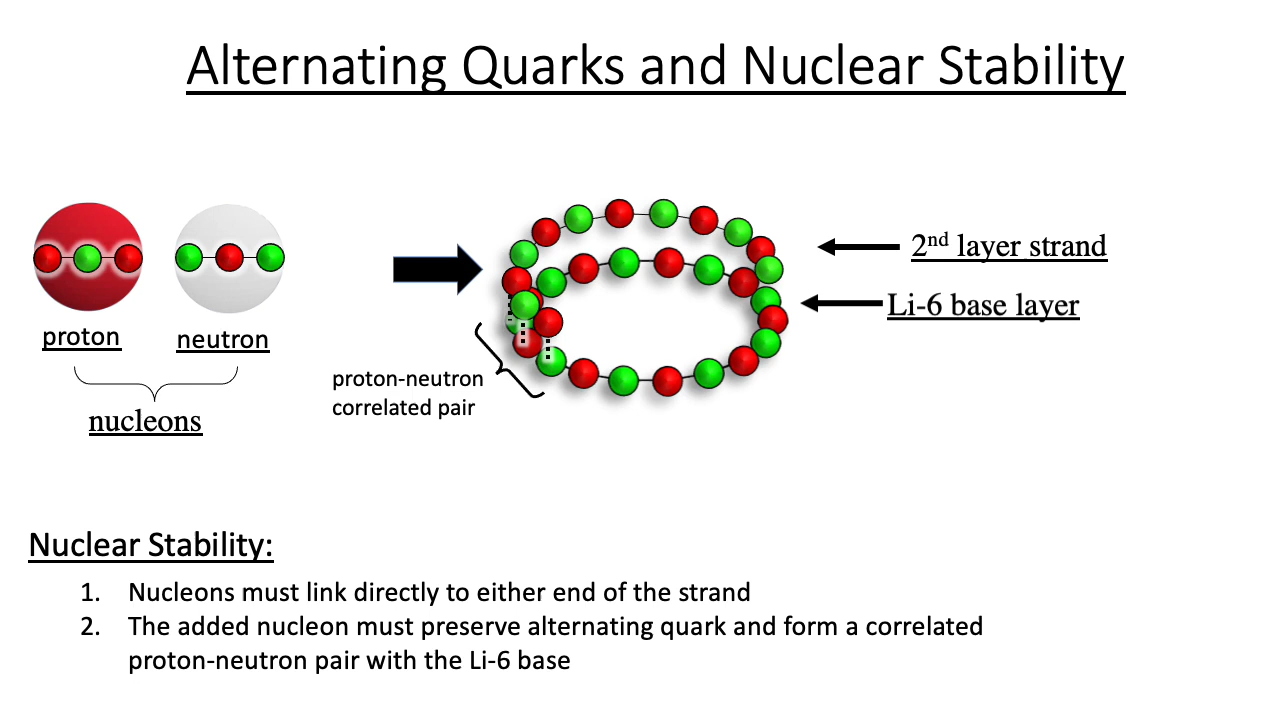 Alternating Quarks and Nuclear Stability
2nd layer strand
Li-6 base layer
proton
neutron
nucleons
proton-neutron
correlated pair
Nuclear Stability:
1. Nucleons must link directly to either end of the strand
2. The added nucleon must preserve alternating quark and form a correlated
proton-neutron pair with the Li-6 base